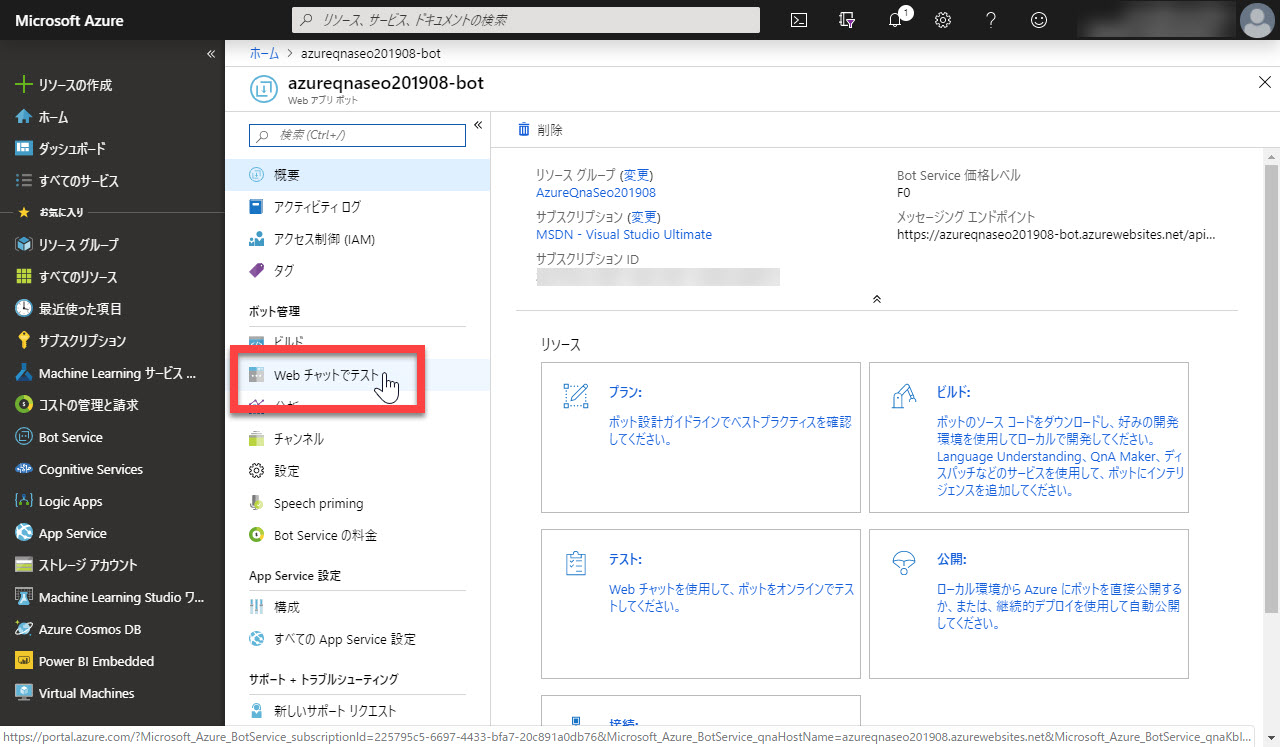 Microsoft Azure
リソース、サービス、ドキュメントの検索
1
リソースの作成
ホーム
ダッシュボード
すべてのサービス
お気に入り
リソース グループ
すべてのリソース
最近使った項目
サブスクリプション
Machine Learning サービス ...
コストの管理と請求
Bot Service
Cognitive Services
Logic Apps
App Service
ストレージ アカウント
Machine Learning Studio ワ...
Azure Cosmos DB
Power BI Embedded
Virtual Machines
ホーム > azureqnaseo201908-bot
azureqnaseo201908-bot
Web アプリ ボット
検索 (Ctrl+/)
概要
アクティビティ ログ
アクセス制御 (IAM)
タグ
ボット管理
ビルド
Web チャットでテスト
分析
チャンネル
設定
Speech priming
Bot Service の料金
App Service 設定
構成
すべての App Service 設定
サポート + トラブルシューティング
新しいサポート リクエスト
削除
リソース グループ (変更)
AzureQnaSeo201908
サブスクリプション (変更)
MSDN - Visual Studio Ultimate
サブスクリプション ID
Bot Service 価格レベル
F0
メッセージング エンドポイント
https://azureqnaseo201908-bot.azurewebsites.net/api...
リソース
プラン:
ボット設計ガイドラインでベストプラクティスを確認
してください。
ビルド:
ボットのソース コードをダウンロードし、好みの開発
環境を使用してローカルで開発してください。
Language Understanding、QnA Maker、ディ
スパッチなどのサービスを使用して、ボットにインテリ
ジェンスを追加してください。
テスト:
Web チャットを使用して、ボットをオンラインでテス
トしてください。
公開:
ローカル環境から Azure にボットを直接公開する
か、または、継続的デプロイを使用して自動公開
してください。
接続:
https://portal.azure.com/?Microsoft_Azure_BotService_subscriptionId=225795c5-6697-4433-bfa7-20c891a0db76&Microsoft_Azure_BotService_qnaHostName=azureqnaseo201908.azurewebsites.net&Microsoft_Azure_BotService_qnaKbI...